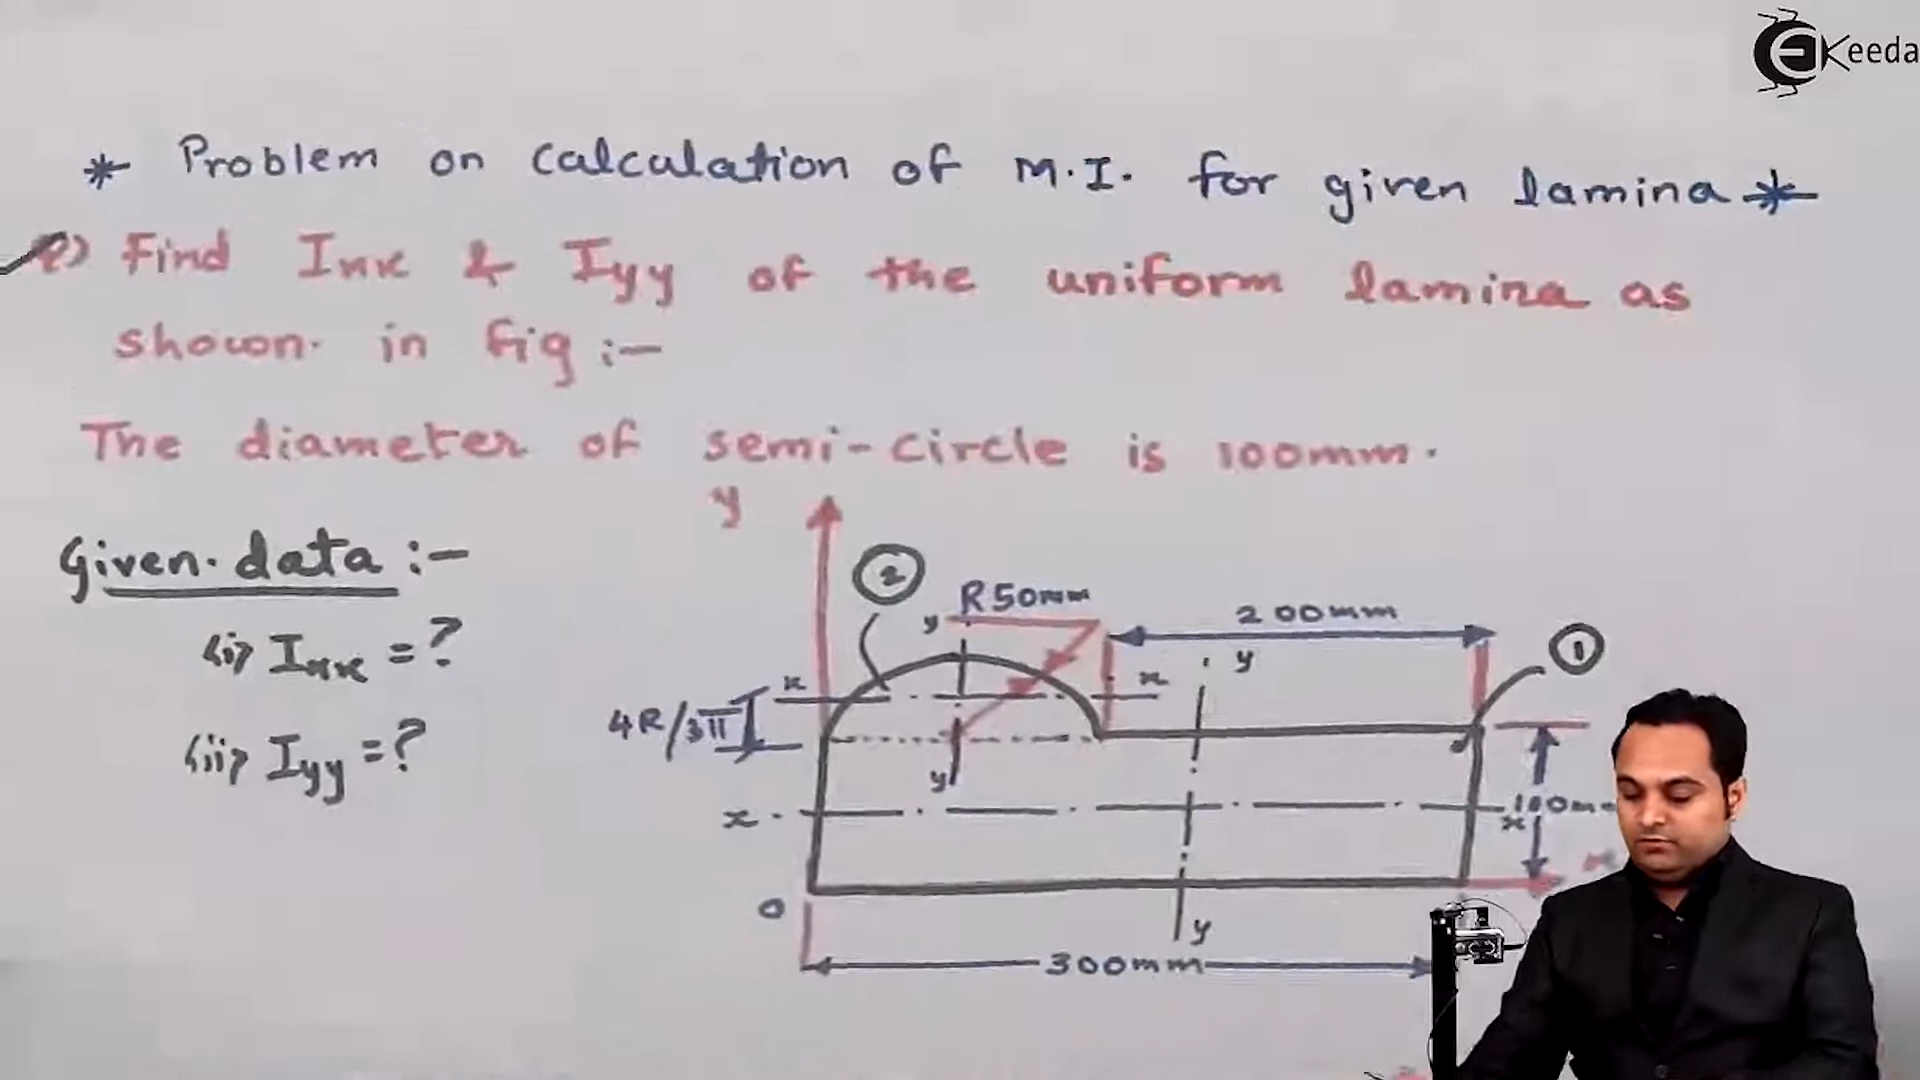 Keeda
* Problem on calculation of M.I. for given lamina *
Find Ixx & Iyy of the uniform lamina as
shown. in fig :-
The diameter of semi-circle is 100mm.
y
Given. data :-
(i) Ixx = ?
(ii) Iyy = ?
2
R50mm
y
200mm
y
1
x
x
4R/3π
y
x
x
O
y
300mm